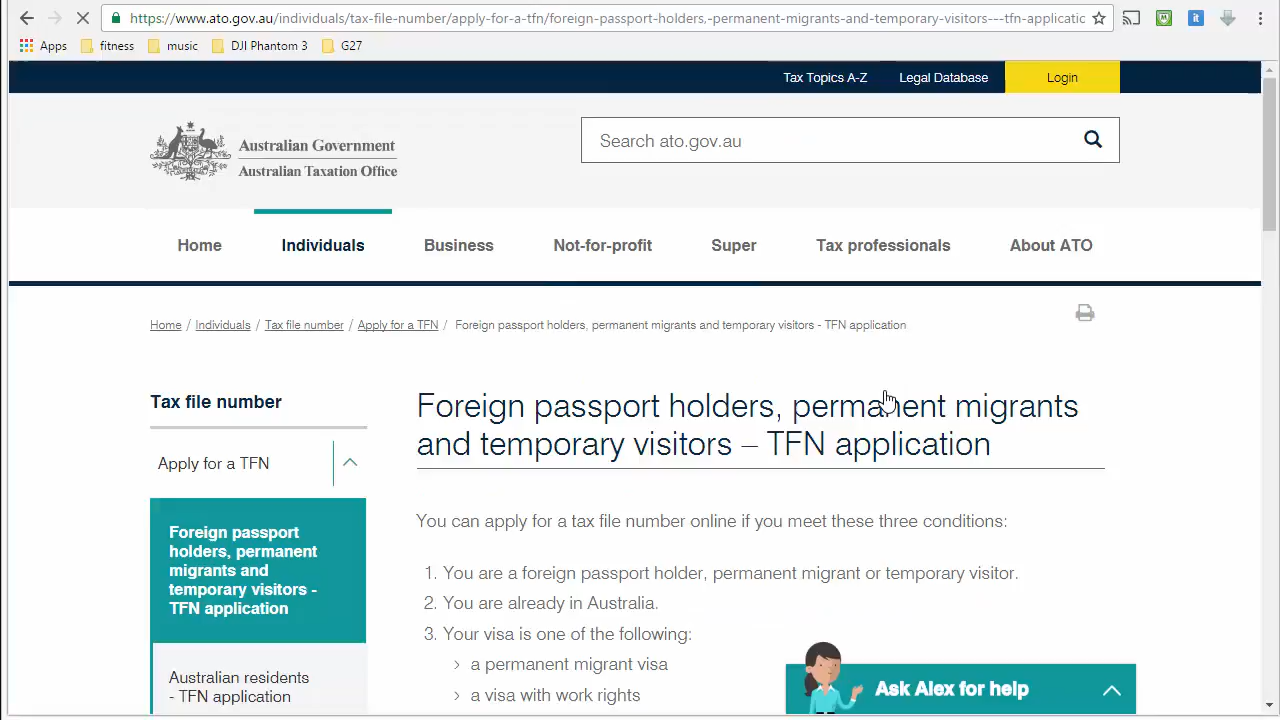 https://www.ato.gov.au/individuals/tax-file-number/apply-for-a-tfn/foreign-passport-holders,-permanent-migrants-and-temporary-visitors---tfn-applicatic
Apps fitness music DJI Phantom 3 G27
Tax Topics A-Z Legal Database Login
Australian Government
Australian Taxation Office
Search ato.gov.au
Home Individuals Business Not-for-profit Super Tax professionals About ATO
Home / Individuals / Tax file number / Apply for a TFN / Foreign passport holders, permanent migrants and temporary visitors - TFN application
Tax file number
Apply for a TFN
Foreign passport
holders, permanent
migrants and
temporary visitors -
TFN application
Australian residents
- TFN application
Foreign passport holders, permanent migrants
and temporary visitors – TFN application
You can apply for a tax file number online if you meet these three conditions:
1. You are a foreign passport holder, permanent migrant or temporary visitor.
2. You are already in Australia.
3. Your visa is one of the following:
› a permanent migrant visa
› a visa with work rights
Ask Alex for help